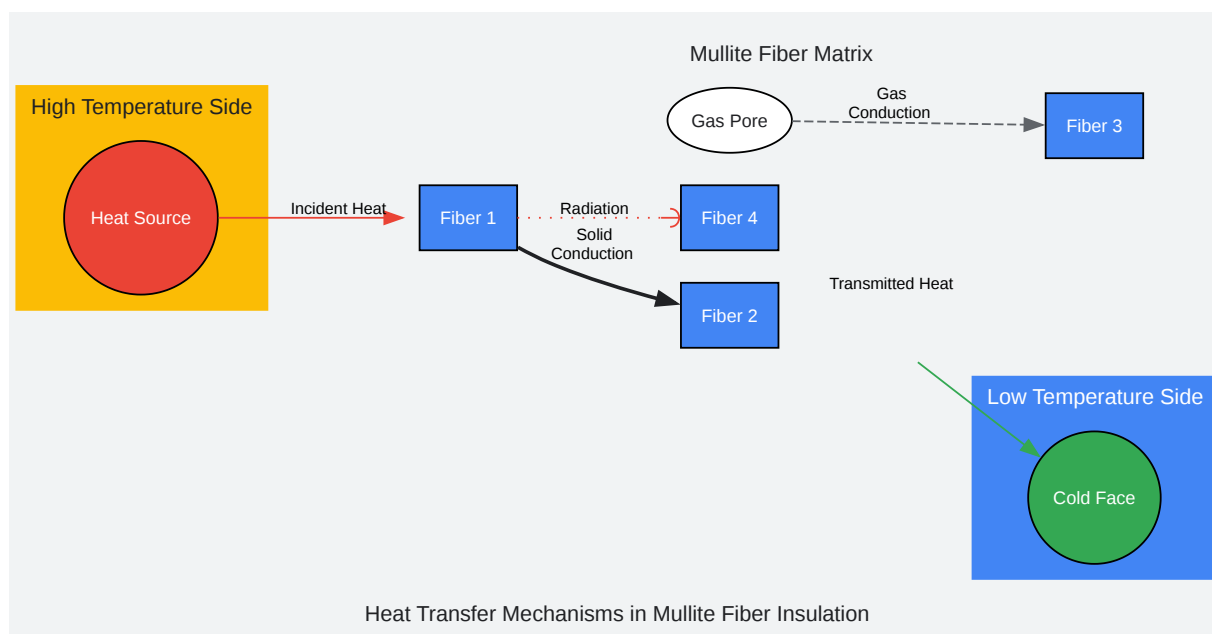 Mullite Fiber Matrix
High Temperature Side
Gas
Conduction
Gas Pore
Fiber 3
Heat Source
Incident Heat
Fiber 1
Radiation
Fiber 4
Solid
Conduction
Fiber 2
Transmitted Heat
Low Temperature Side
Cold Face
Heat Transfer Mechanisms in Mullite Fiber Insulation